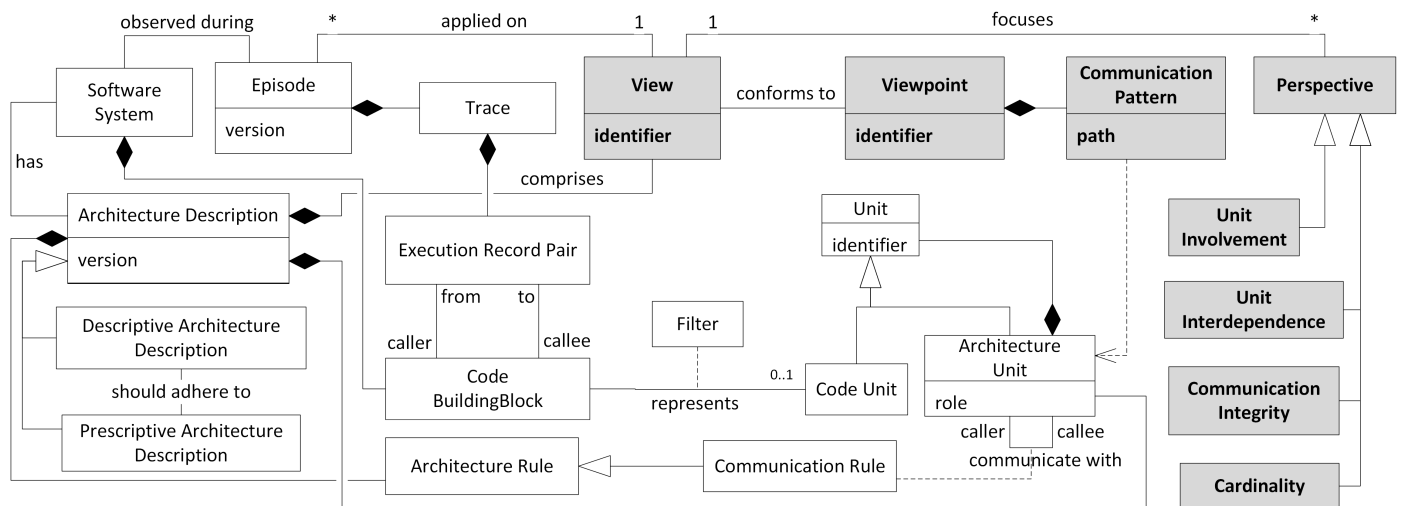 observed during
*
applied on
1
1
focuses
*
Software
System
Episode
version
Trace
View
identifier
conforms to
Viewpoint
identifier
Communication
Pattern
path
Perspective
has
comprises
Architecture Description
version
Execution Record Pair
Unit
identifier
Unit
Involvement
from
to
Descriptive Architecture
Description
caller
callee
Filter
Unit
Interdependence
should adhere to
Code
BuildingBlock
represents
0..1
Code Unit
Architecture
Unit
role
Communication
Integrity
Prescriptive Architecture
Description
caller
callee
communicate with
Architecture Rule
Communication Rule
Cardinality